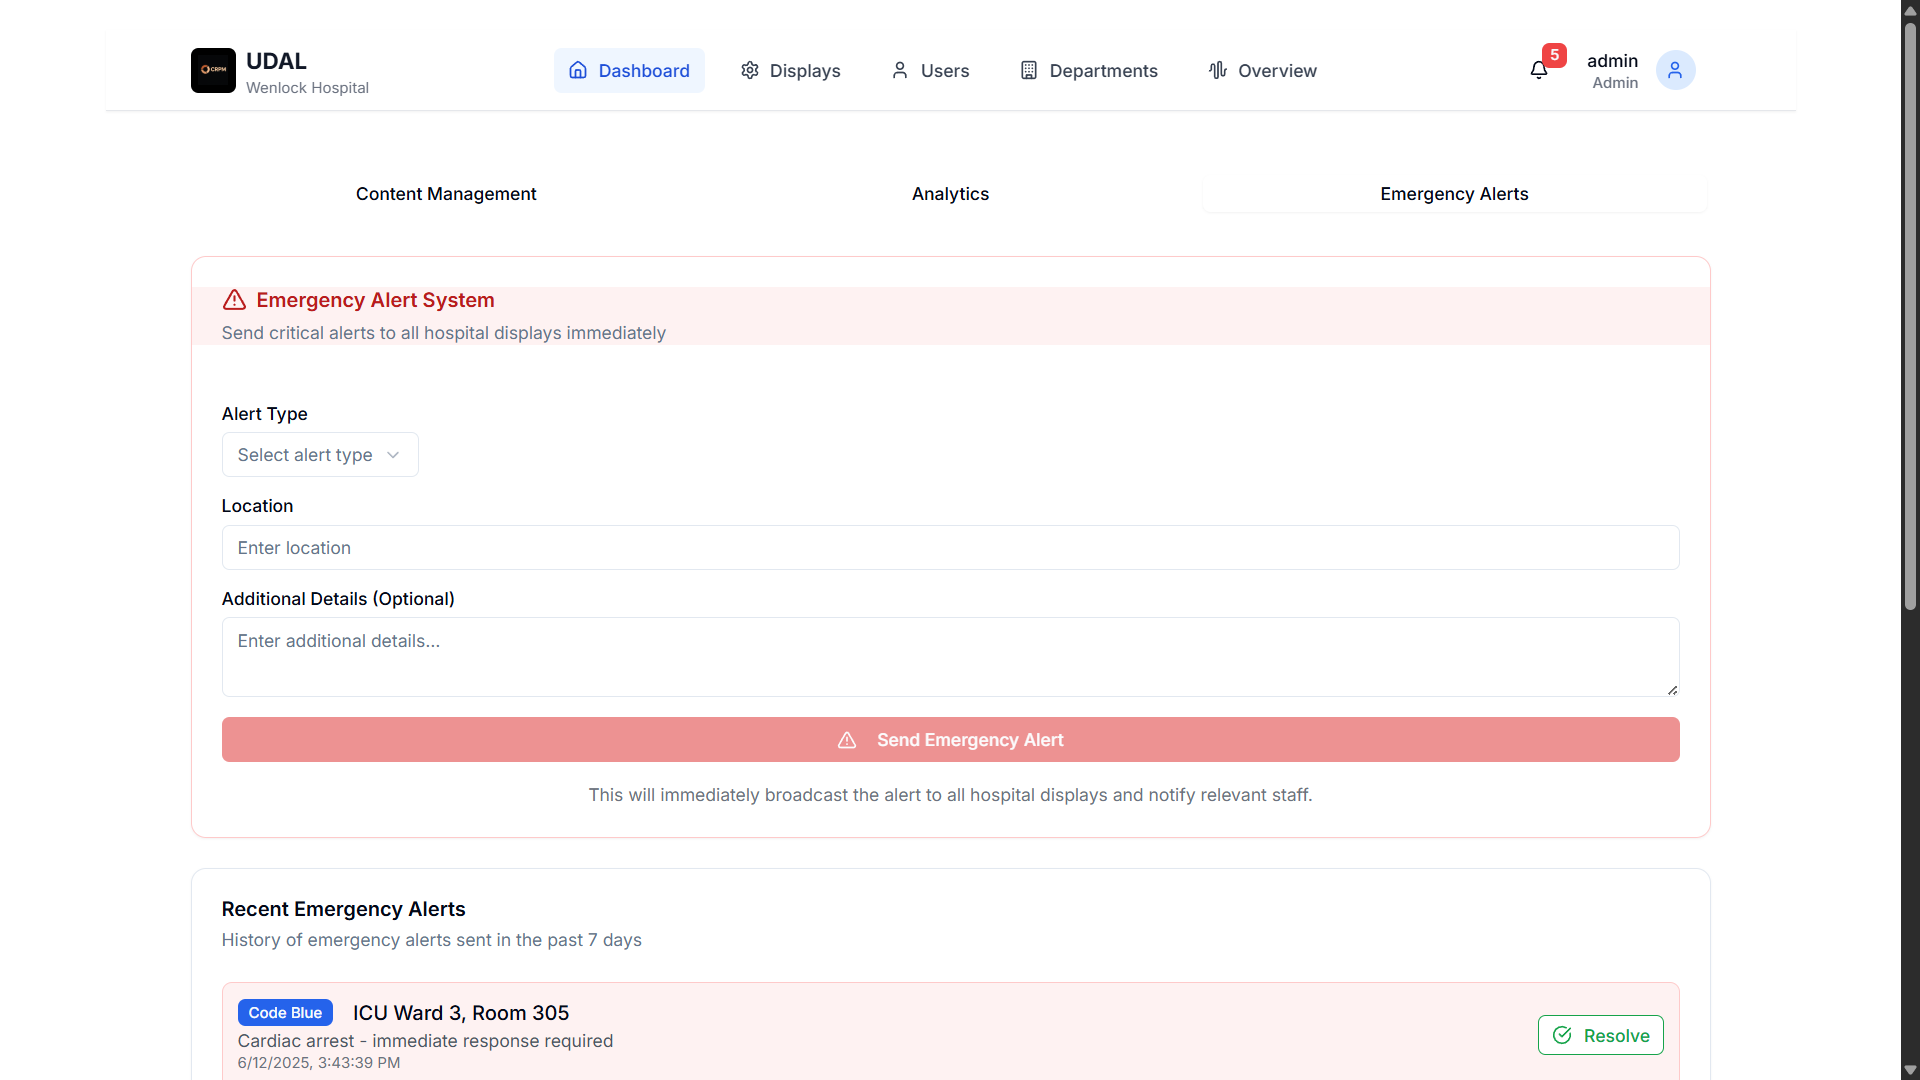 CRPM
UDAL
Wenlock Hospital
Dashboard
Displays
Users
Departments
Overview
5
admin
Admin
Content Management
Analytics
Emergency Alerts
Emergency Alert System
Send critical alerts to all hospital displays immediately
Alert Type
Select alert type
Location
Enter location
Additional Details (Optional)
Enter additional details...
Send Emergency Alert
This will immediately broadcast the alert to all hospital displays and notify relevant staff.
Recent Emergency Alerts
History of emergency alerts sent in the past 7 days
Code Blue
ICU Ward 3, Room 305
Cardiac arrest - immediate response required
6/12/2025, 3:43:39 PM
Resolve